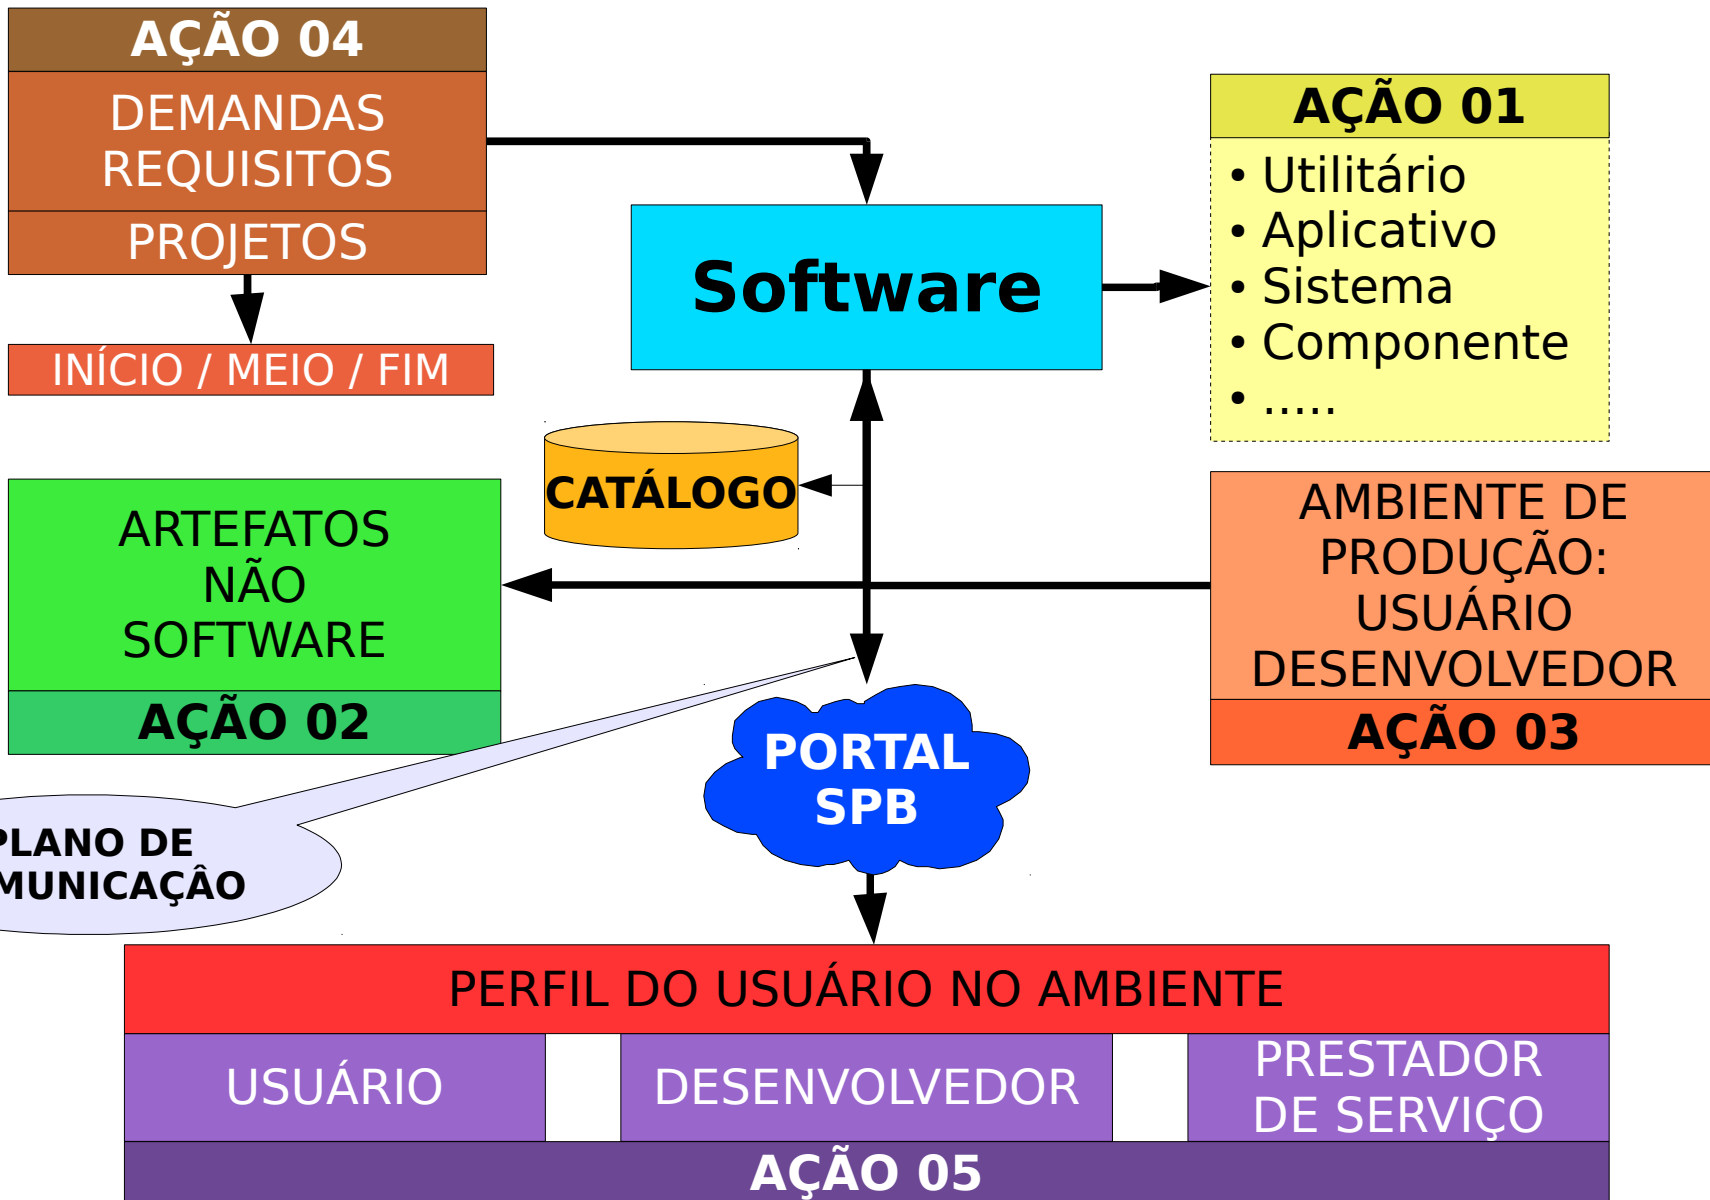 AÇÃO 04
DEMANDAS
REQUISITOS
PROJETOS
INÍCIO / MEIO / FIM
Software
AÇÃO 01
• Utilitário
• Aplicativo
• Sistema
• Componente
• .....
CATÁLOGO
ARTEFATOS
NÃO
SOFTWARE
AÇÃO 02
AMBIENTE DE
PRODUÇÃO:
USUÁRIO
DESENVOLVEDOR
AÇÃO 03
PORTAL
SPB
PLANO DE
MUNICAÇÂO
PERFIL DO USUÁRIO NO AMBIENTE
USUÁRIO
DESENVOLVEDOR
PRESTADOR
DE SERVIÇO
AÇÃO 05